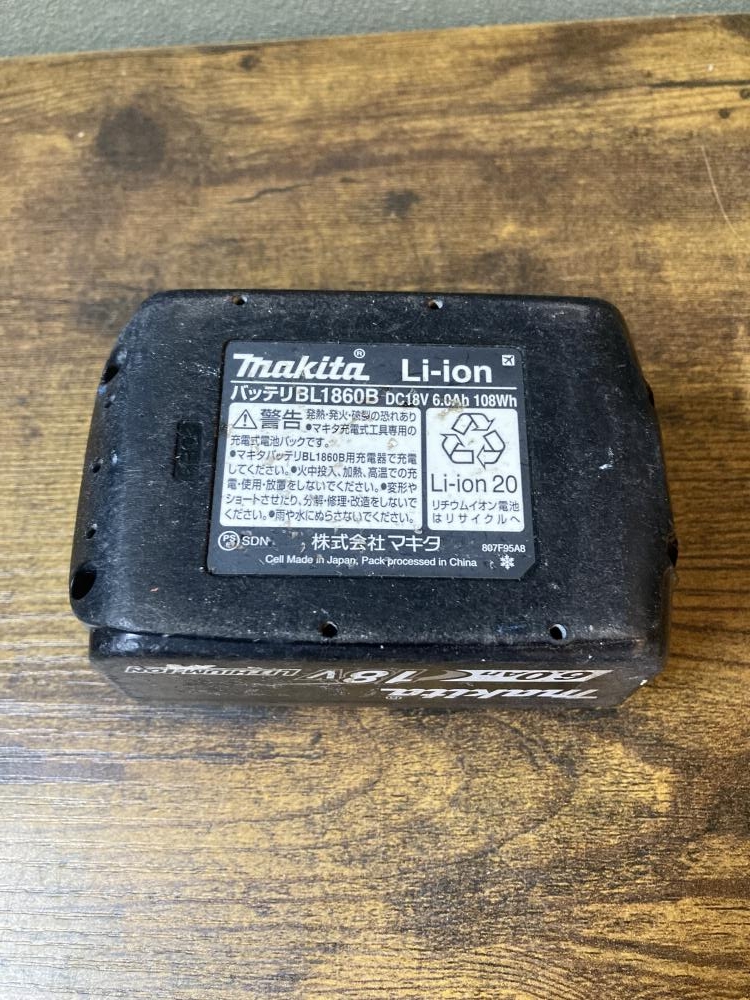 makita® Li-ion
バッテリBL1860B DC18V 6.0Ah 108Wh
警告 発熱・発火・破裂の恐れあり
●マキタ充電式工具専用の
充電式電池パックです。
●マキタバッテリBL1860B用充電器で充電
してください。●火中投入、加熱、高温での充
電・使用・放置をしないでください。●変形や
ショートさせたり、分解・修理・改造をしないで
ください。●雨や水にぬらさないでください。
Li-ion 20
リチウムイオン電池
はリサイクルへ
PS E SDN 株式会社マキタ 807F95A8
Cell Made in Japan, Pack processed in China
makita®
6.0Ah 18V LITHIUM-ION